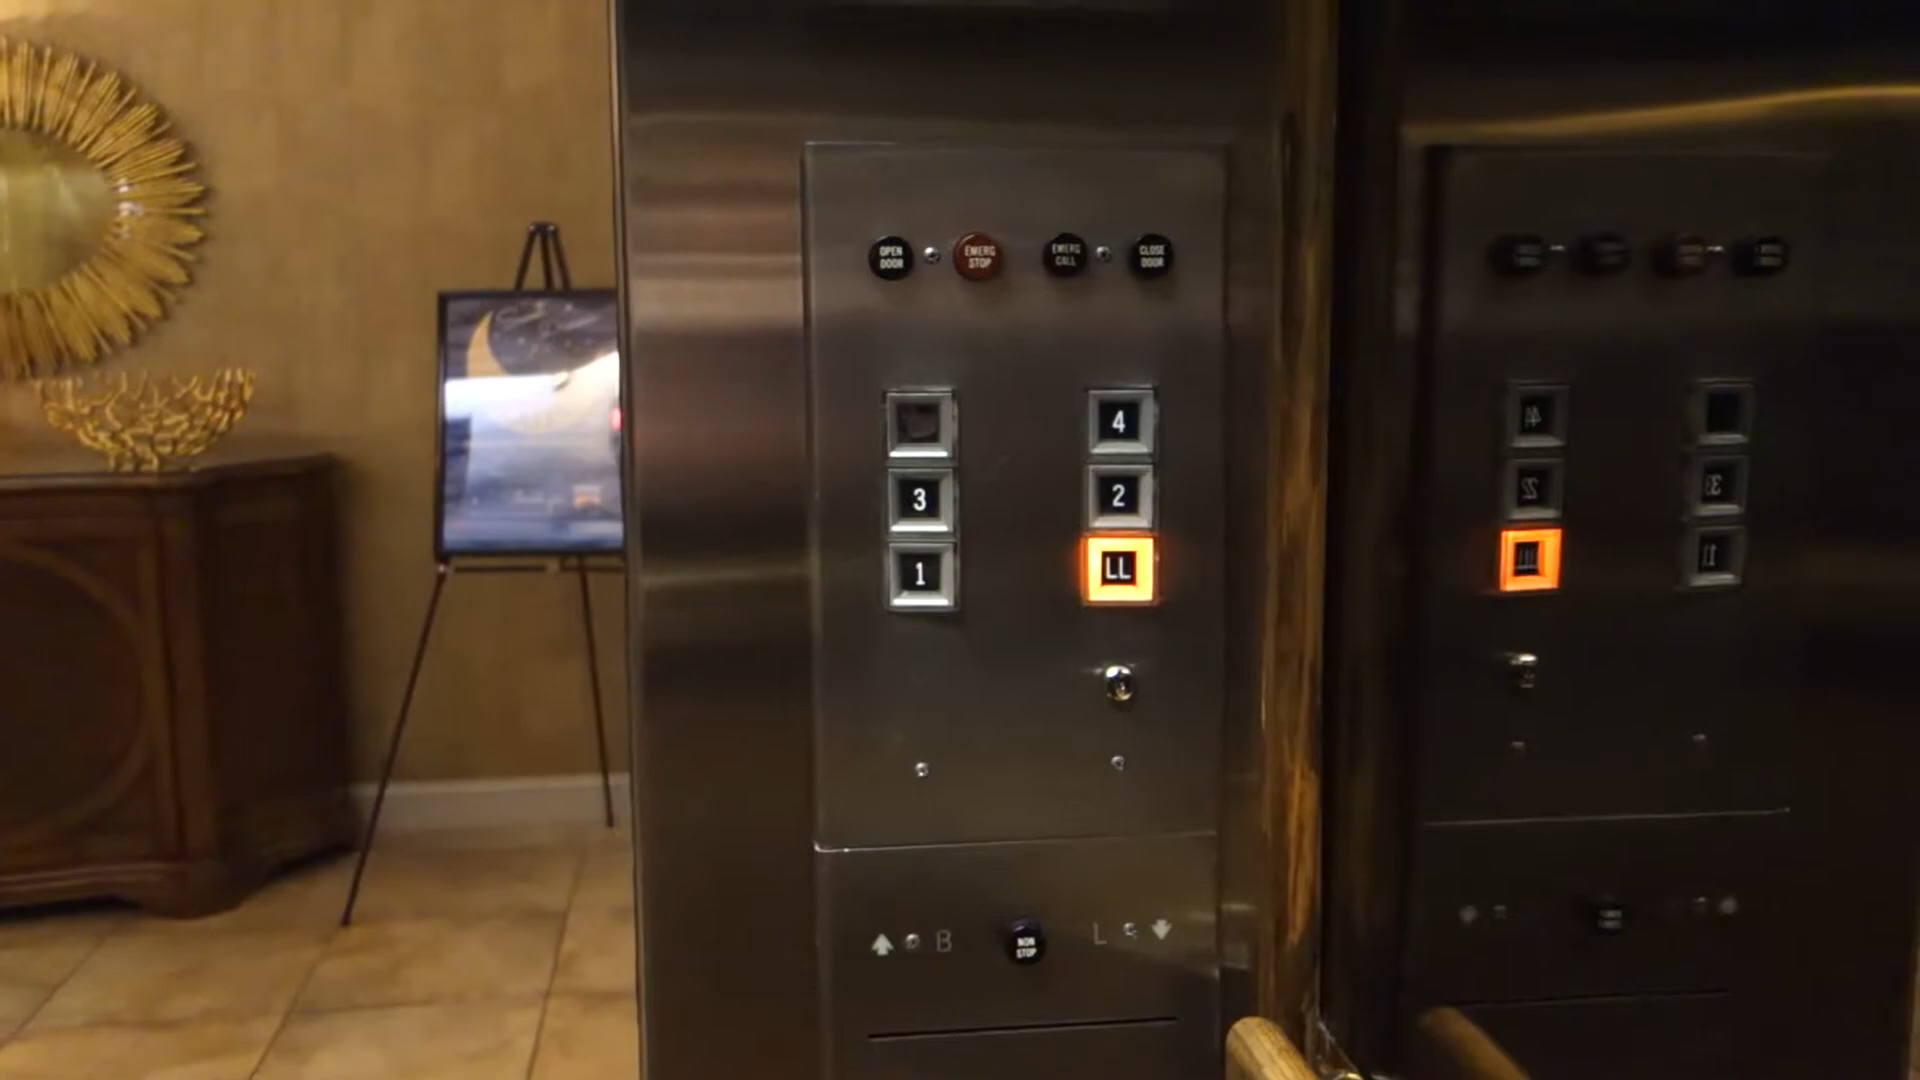 OPEN
DOOR
EMERG
STOP
EMERG
CALL
CLOSE
DOOR
4
3
2
1
LL
B
NON
STOP
L